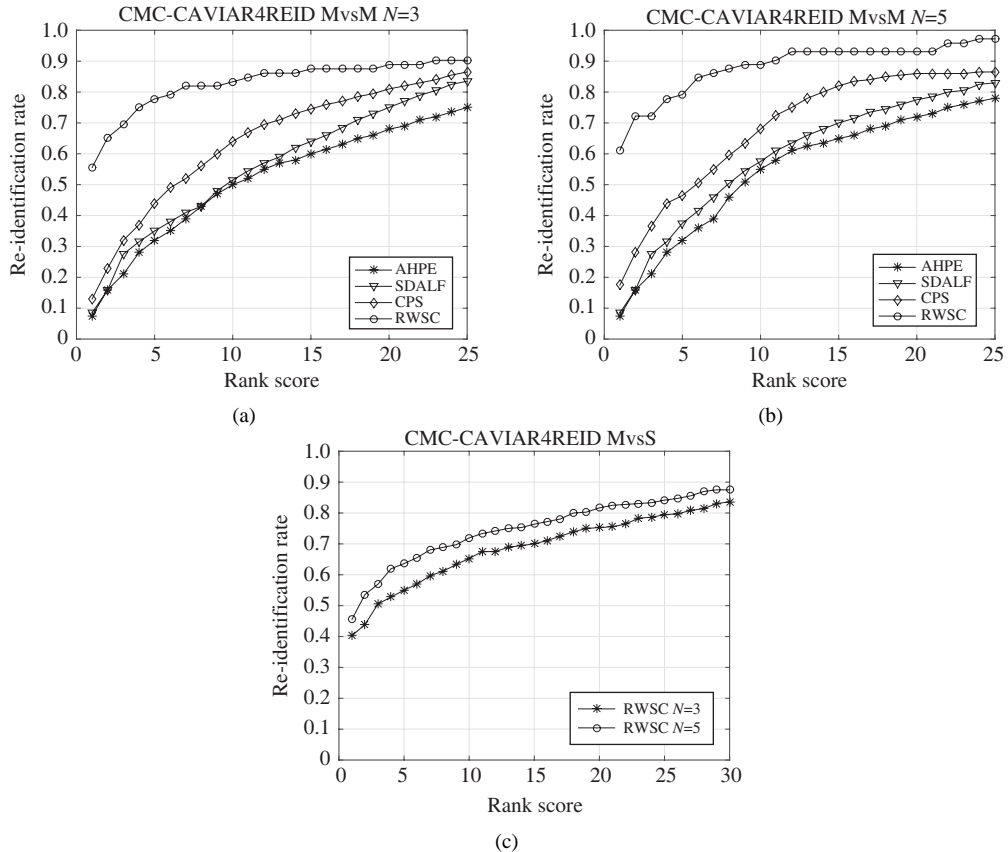 CMC-CAVIAR4REID MvsM N=3
Re-identification rate
1.0
0.9
0.8
0.7
0.6
0.5
0.4
0.3
0.2
0.1
0
AHPE
SDALF
CPS
RWSC
0 5 10 15 20 25
Rank score
(a)
CMC-CAVIAR4REID MvsM N=5
Re-identification rate
1.0
0.9
0.8
0.7
0.6
0.5
0.4
0.3
0.2
0.1
0
AHPE
SDALF
CPS
RWSC
0 5 10 15 20 25
Rank score
(b)
CMC-CAVIAR4REID MvsS
Re-identification rate
1.0
0.9
0.8
0.7
0.6
0.5
0.4
0.3
0.2
0.1
0
RWSC N=3
RWSC N=5
0 5 10 15 20 25 30
Rank score
(c)